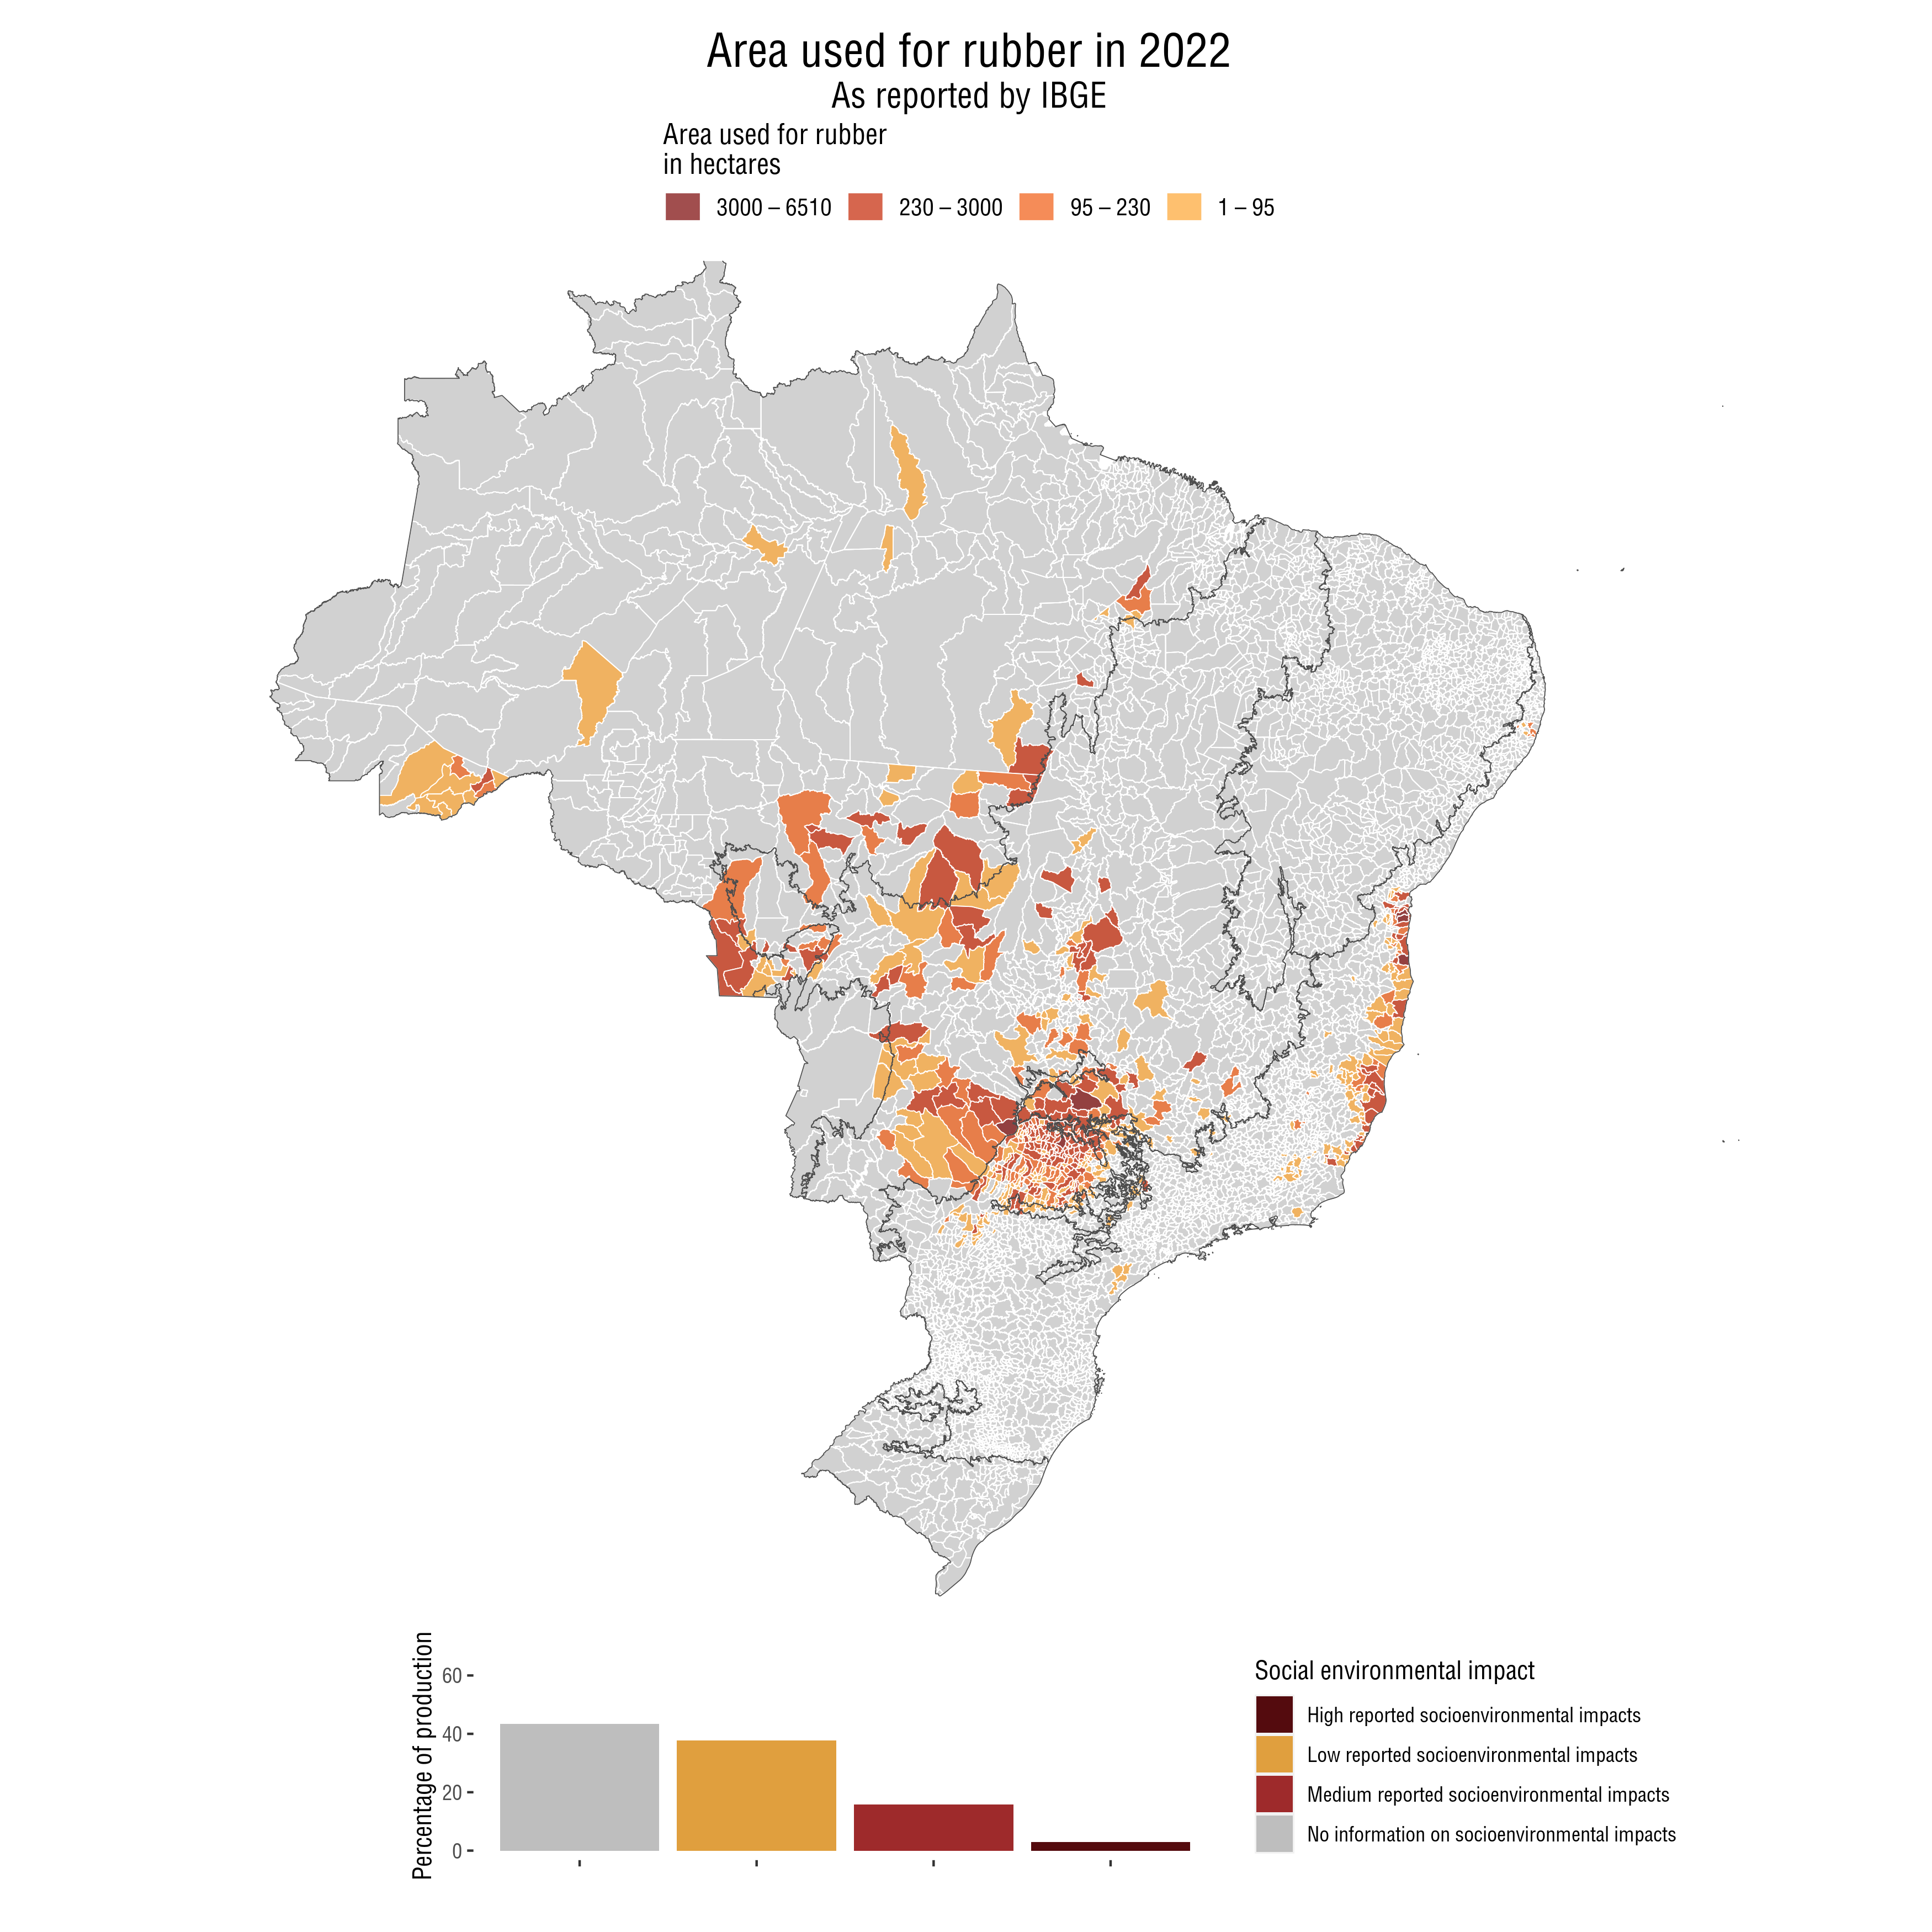 Area used for rubber in 2022
As reported by IBGE
Area used for rubber
in hectares
3000 – 6510 230 – 3000 95 – 230 1 – 95
Percentage of production
60
40
20
0
Social environmental impact
High reported socioenvironmental impacts
Low reported socioenvironmental impacts
Medium reported socioenvironmental impacts
No information on socioenvironmental impacts